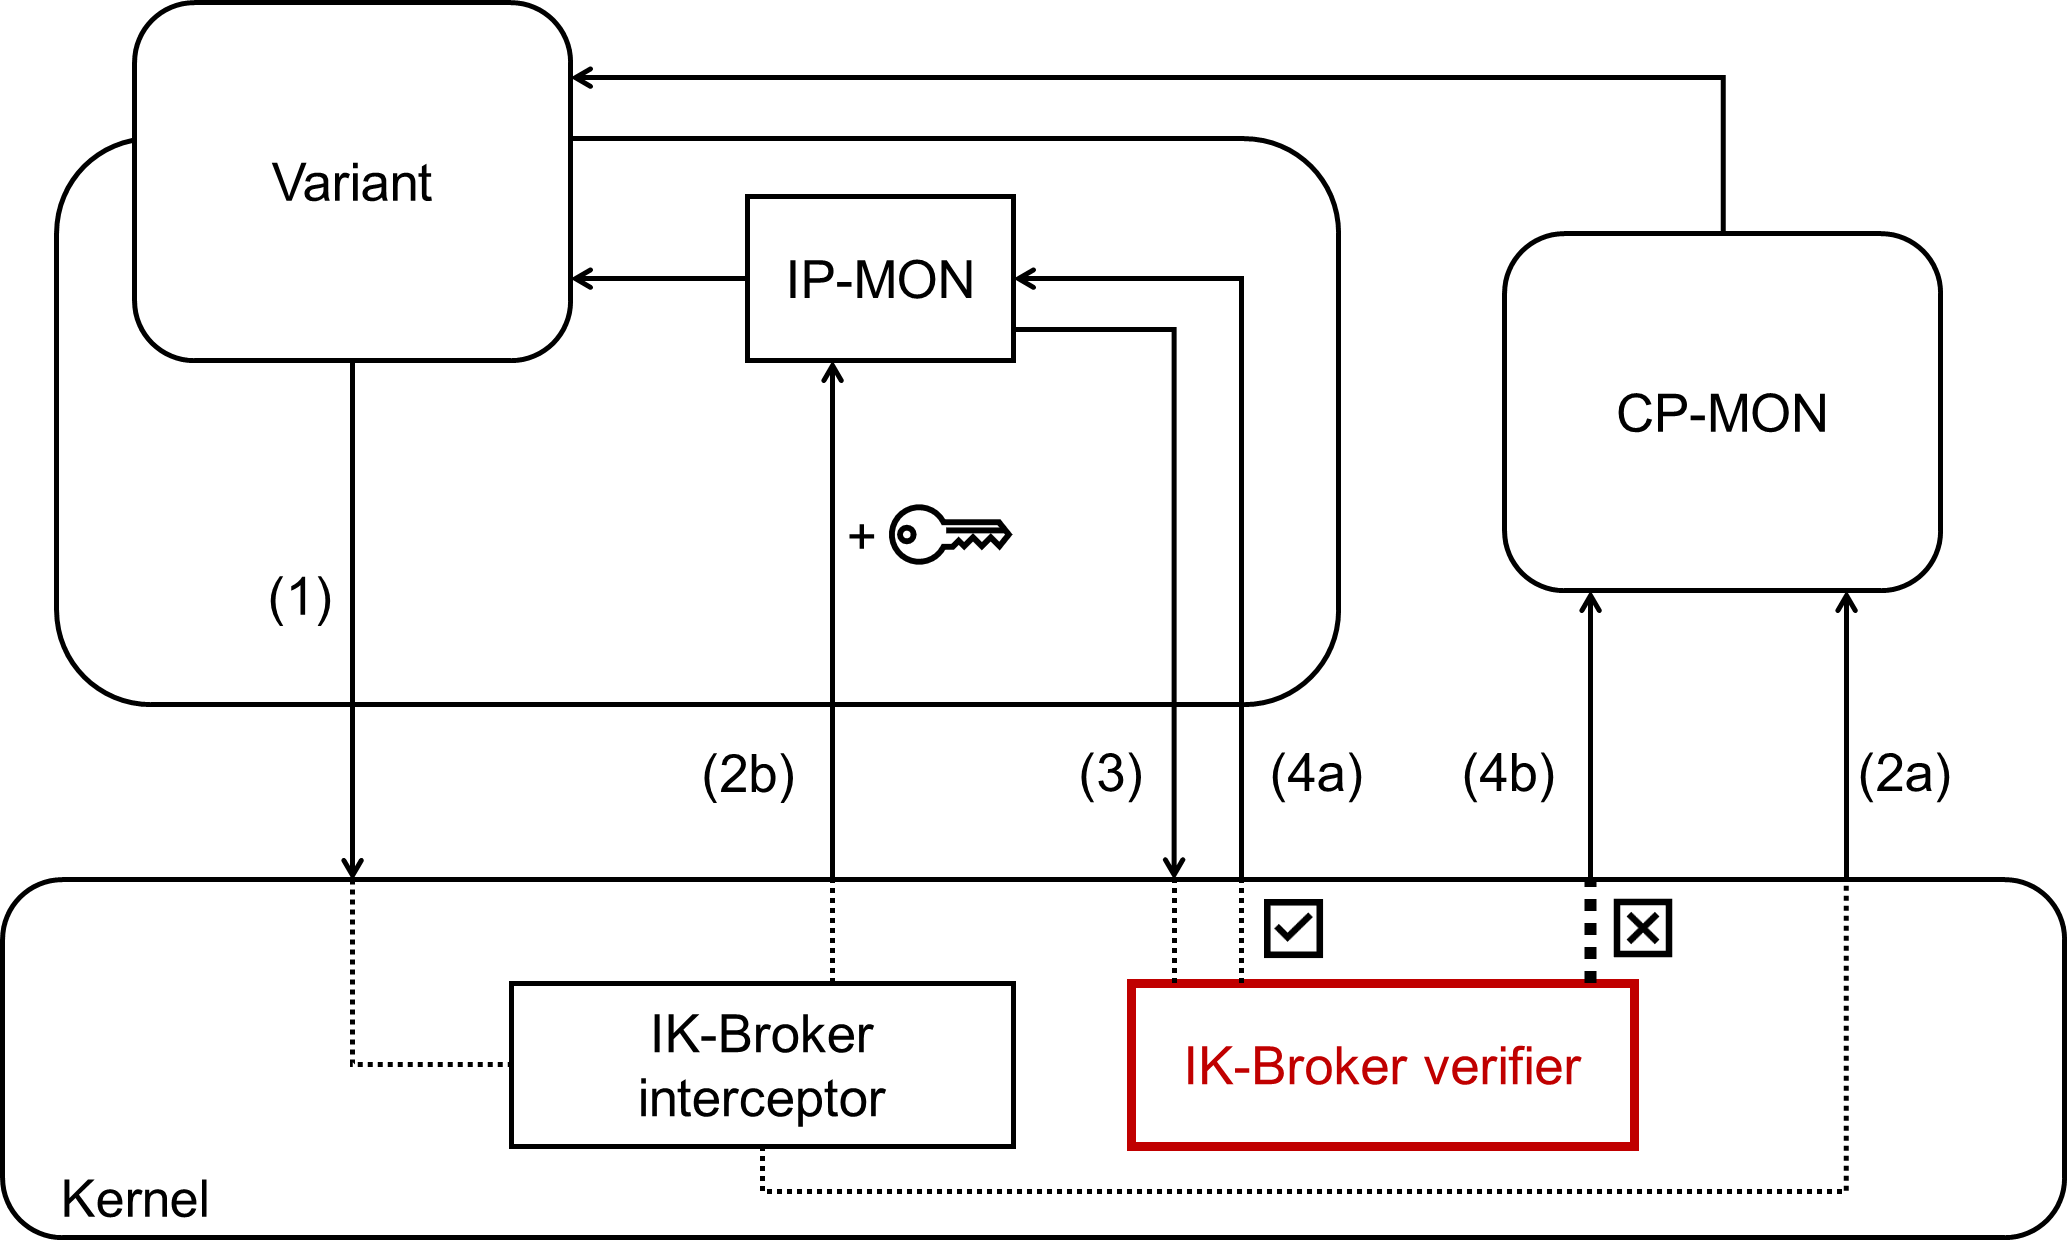 Variant
IP-MON
CP-MON
+
(1)
(2b)
(3)
(4a)
(4b)
(2a)
IK-Broker
interceptor
IK-Broker verifier
Kernel